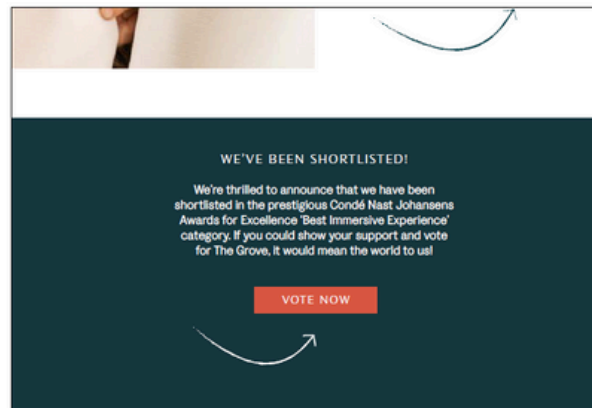 WE'VE BEEN SHORTLISTED!
We're thrilled to announce that we have been
shortlisted in the prestigious Condé Nast Johansens
Awards for Excellence 'Best Immersive Experience'
category. If you could show your support and vote
for The Grove, it would mean the world to us!
VOTE NOW